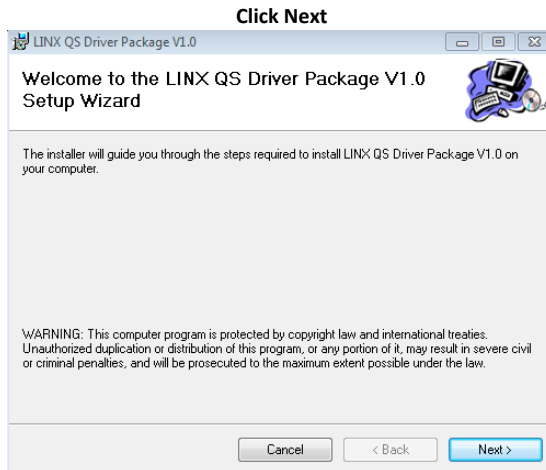 Click Next
LINX QS Driver Package V1.0
Welcome to the LINX QS Driver Package V1.0
Setup Wizard
The installer will guide you through the steps required to install LINX QS Driver Package V1.0 on
your computer.
WARNING: This computer program is protected by copyright law and international treaties.
Unauthorized duplication or distribution of this program, or any portion of it, may result in severe civil
or criminal penalties, and will be prosecuted to the maximum extent possible under the law.
Cancel
< Back
Next >